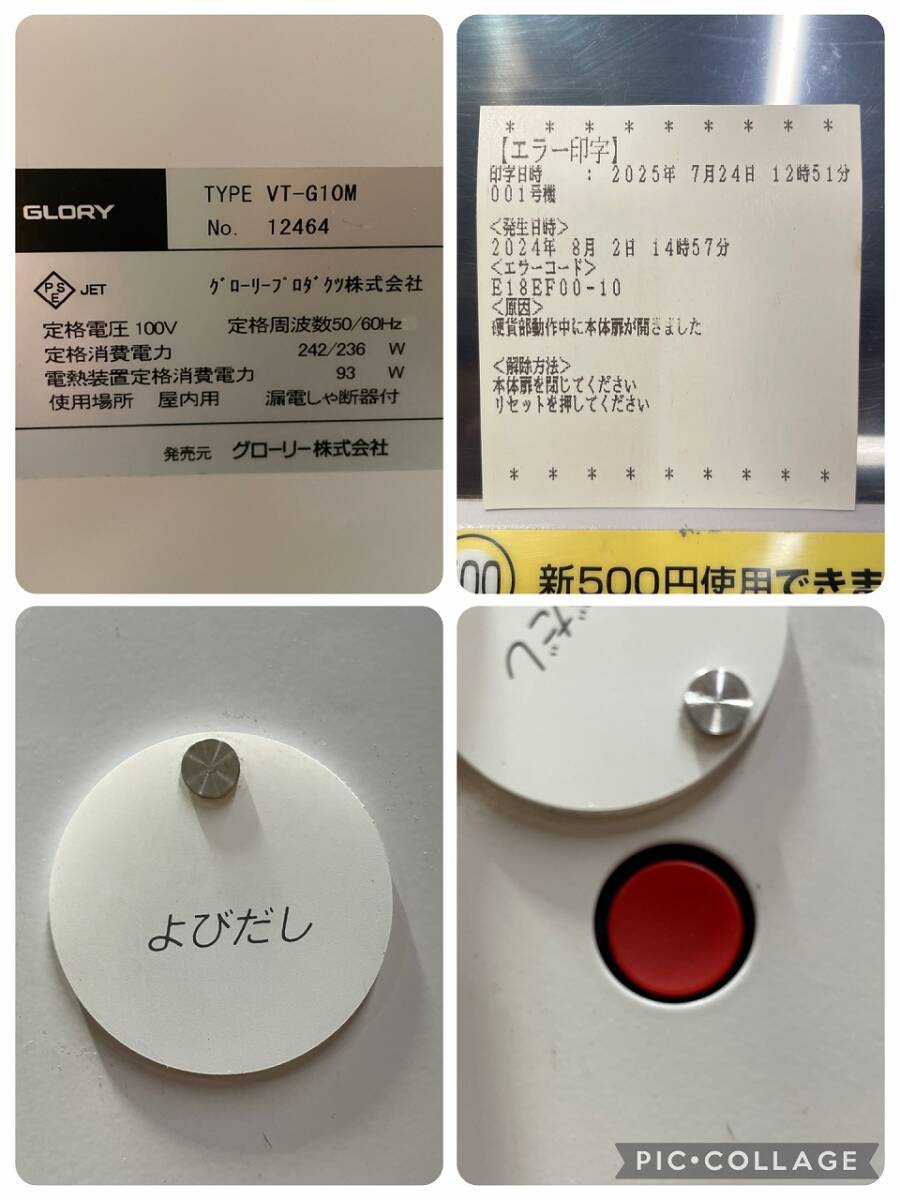 GLORY
TYPE VT-G10M
No. 12464
PSE JET
グローリープロダクツ株式会社
定格電圧 100V 定格周波数50/60Hz
定格消費電力 242/236 W
電熱装置定格消費電力 93 W
使用場所 屋内用 漏電しゃ断器付
発売元 グローリー株式会社
* * * * * * * * *
【エラー印字】
印字日時 : 2025年 7月24日 12時51分
001号機
<発生日時>
2024年 8月 2日 14時57分
<エラーコード>
E18EF00-10
<原因>
硬貨部動作中に本体扉が開きました
<解除方法>
本体扉を閉じてください
リセットを押してください
* * * * * * * * *
新500円使用できま
よびだし
びだし
PIC•COLLAGE